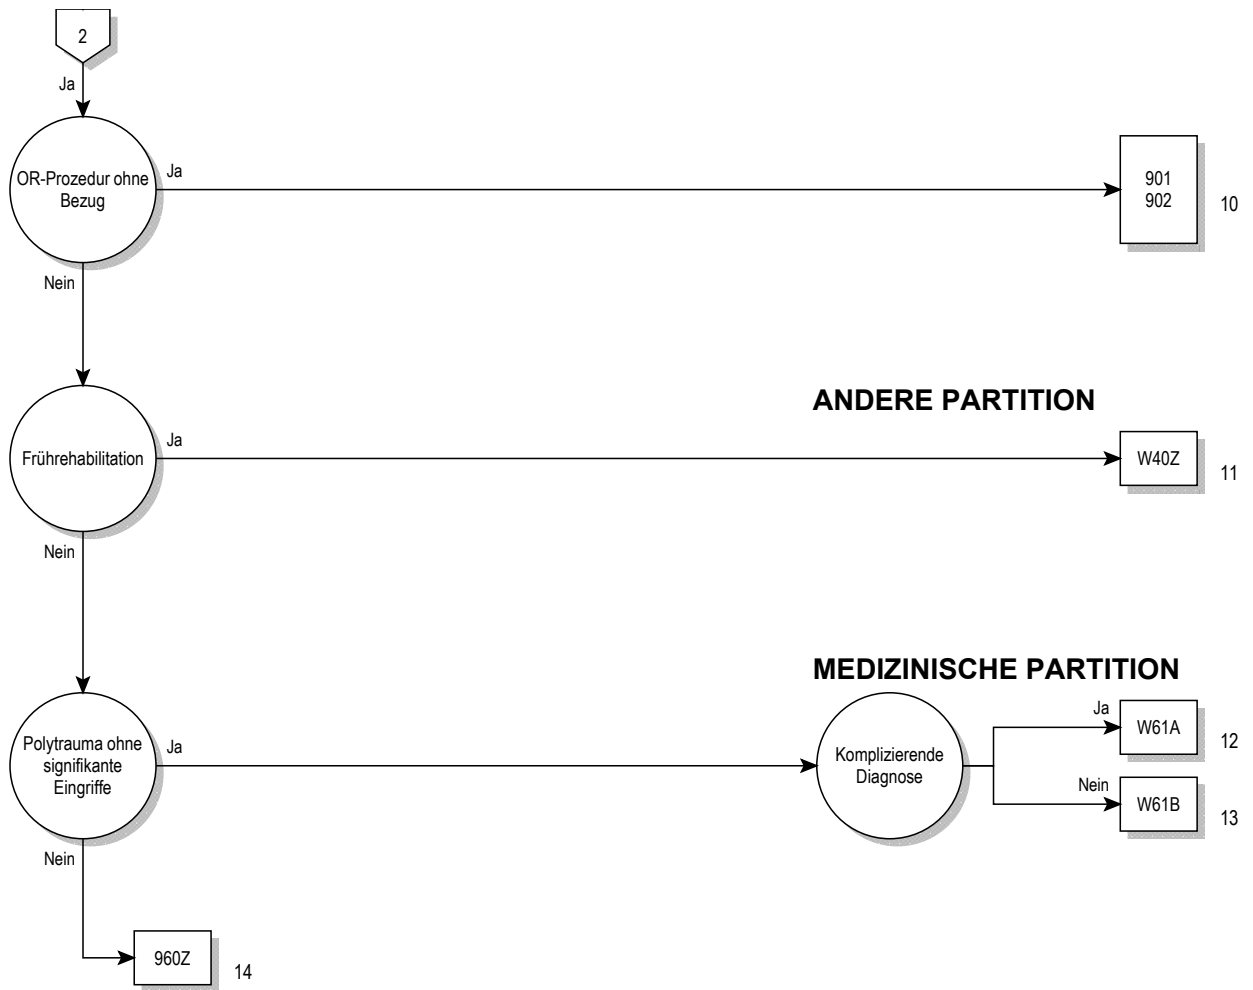 2
Ja
OR-Prozedur ohne
Bezug
Ja
901
902
10
Nein
ANDERE PARTITION
Frührehabilitation
Ja
W40Z
11
Nein
MEDIZINISCHE PARTITION
Polytrauma ohne
signifikante
Eingriffe
Ja
Komplizierende
Diagnose
Ja
W61A
12
Nein
W61B
13
Nein
960Z
14